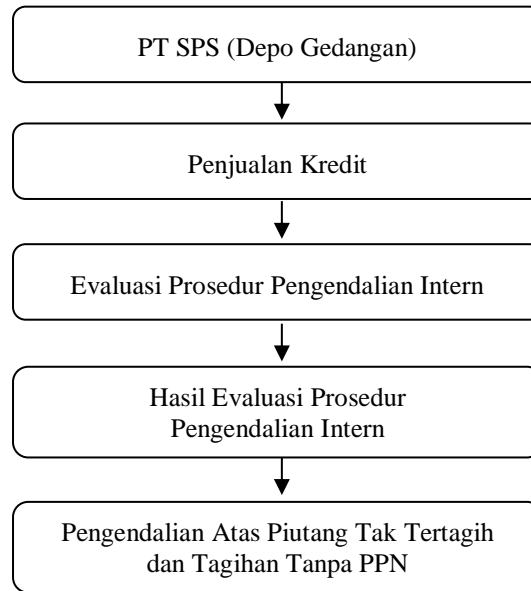 PT SPS (Depo Gedangan)
Penjualan Kredit
Evaluasi Prosedur Pengendalian Intern
Hasil Evaluasi Prosedur
Pengendalian Intern
Pengendalian Atas Piutang Tak Tertagih
dan Tagihan Tanpa PPN